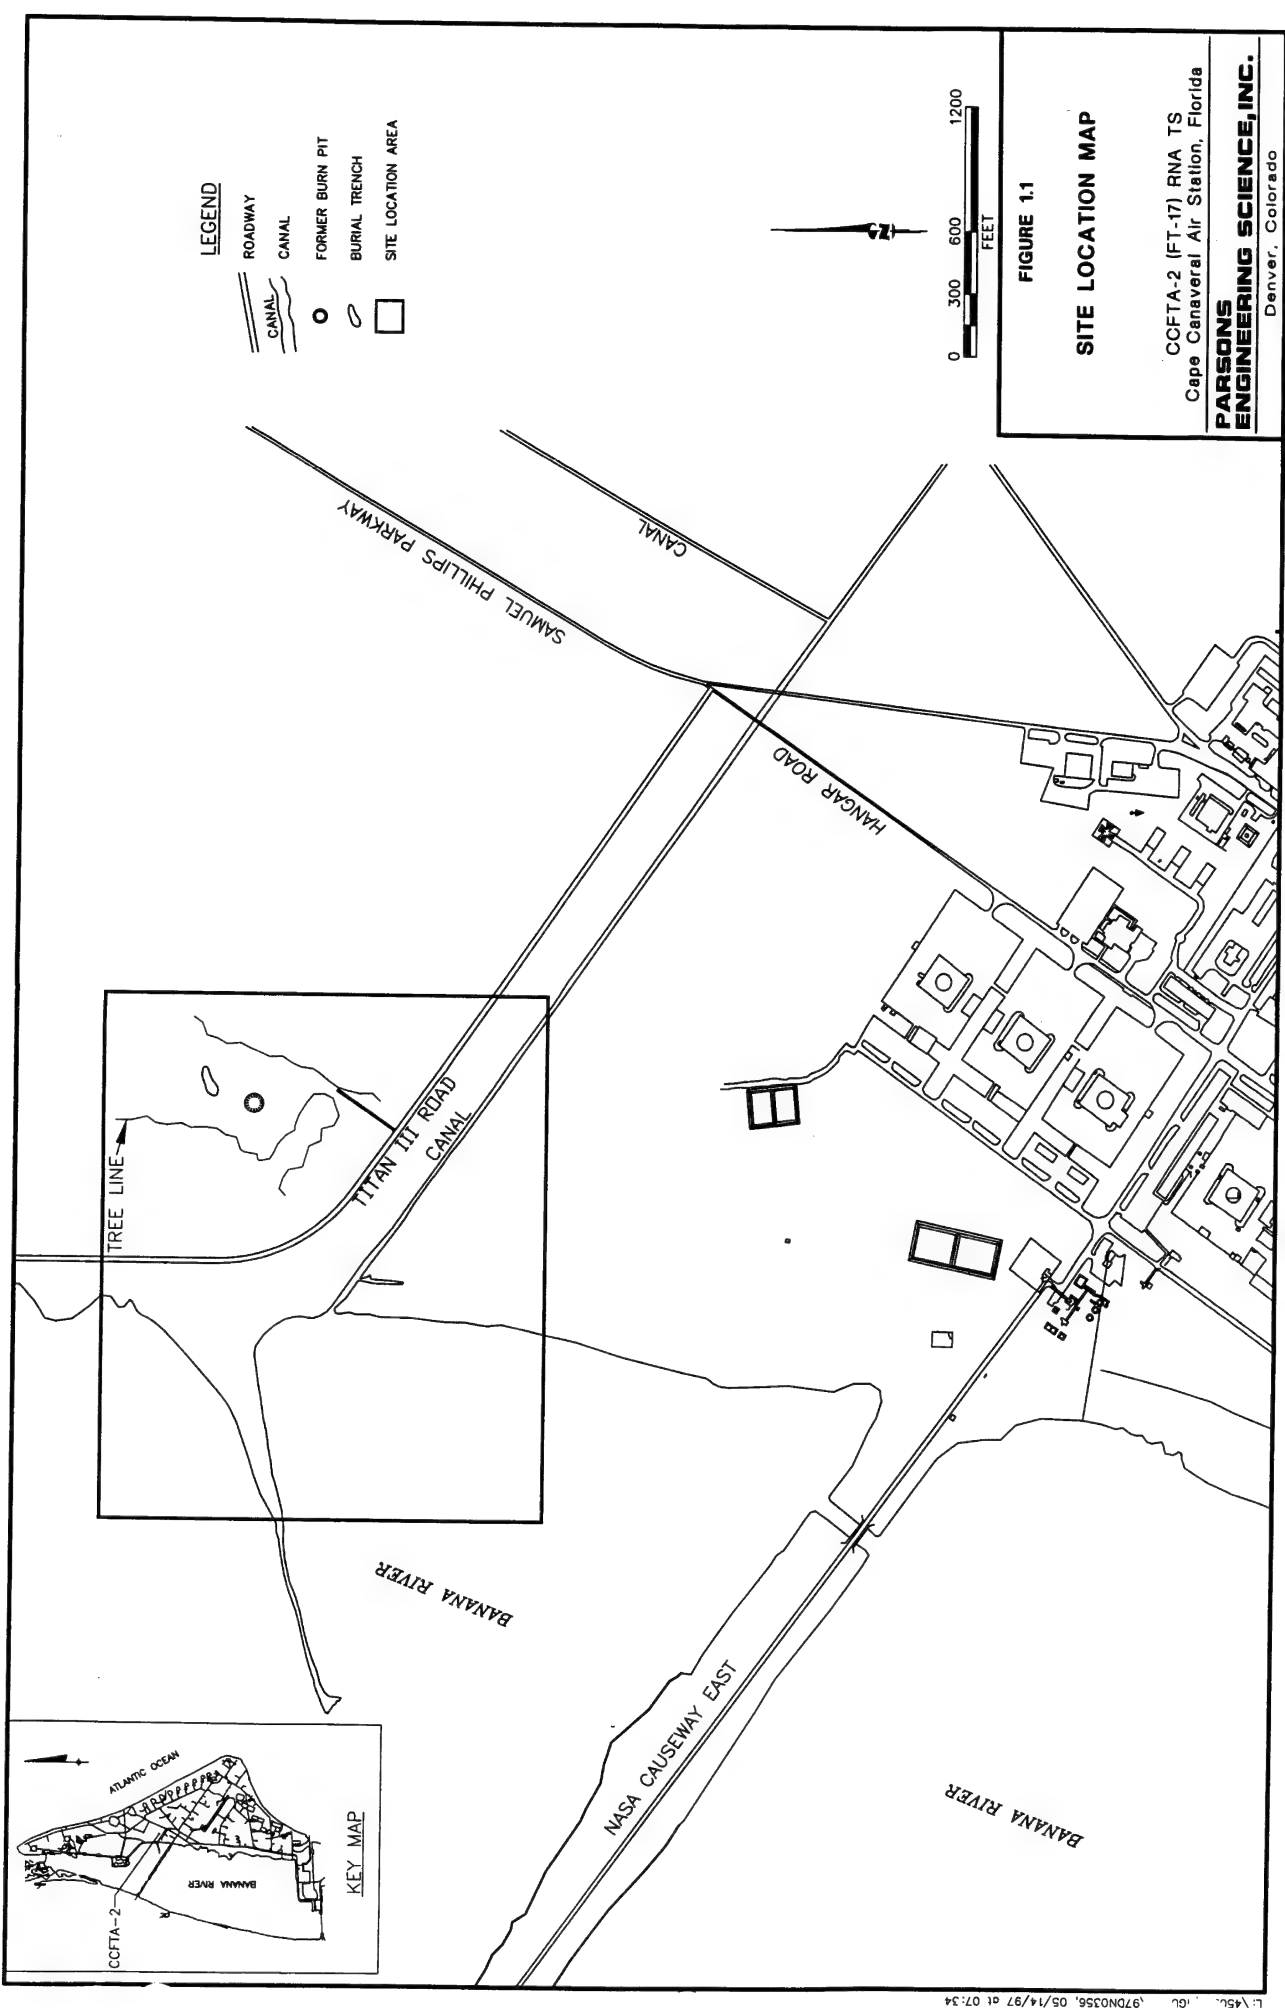 LEGEND
ROADWAY
CANAL
CANAL
FORMER BURN PIT
BURIAL TRENCH
SITE LOCATION AREA
SAMUEL PHILLIPS PARKWAY
CANAL
HANGAR ROAD
TREE LINE
TITAN III ROAD
CANAL
BANANA RIVER
NASA CAUSEWAY EAST
BANANA RIVER
ATLANTIC OCEAN
BANANA RIVER
CCFTA-2
KEY MAP
N
0 300 600 1200
FEET
FIGURE 1.1
SITE LOCATION MAP
CCFTA-2 (FT-17) RNA TS
Cape Canaveral Air Station, Florida
PARSONS
ENGINEERING SCIENCE, INC.
Denver, Colorado
97DN0356, 05/14/97 at 07:34